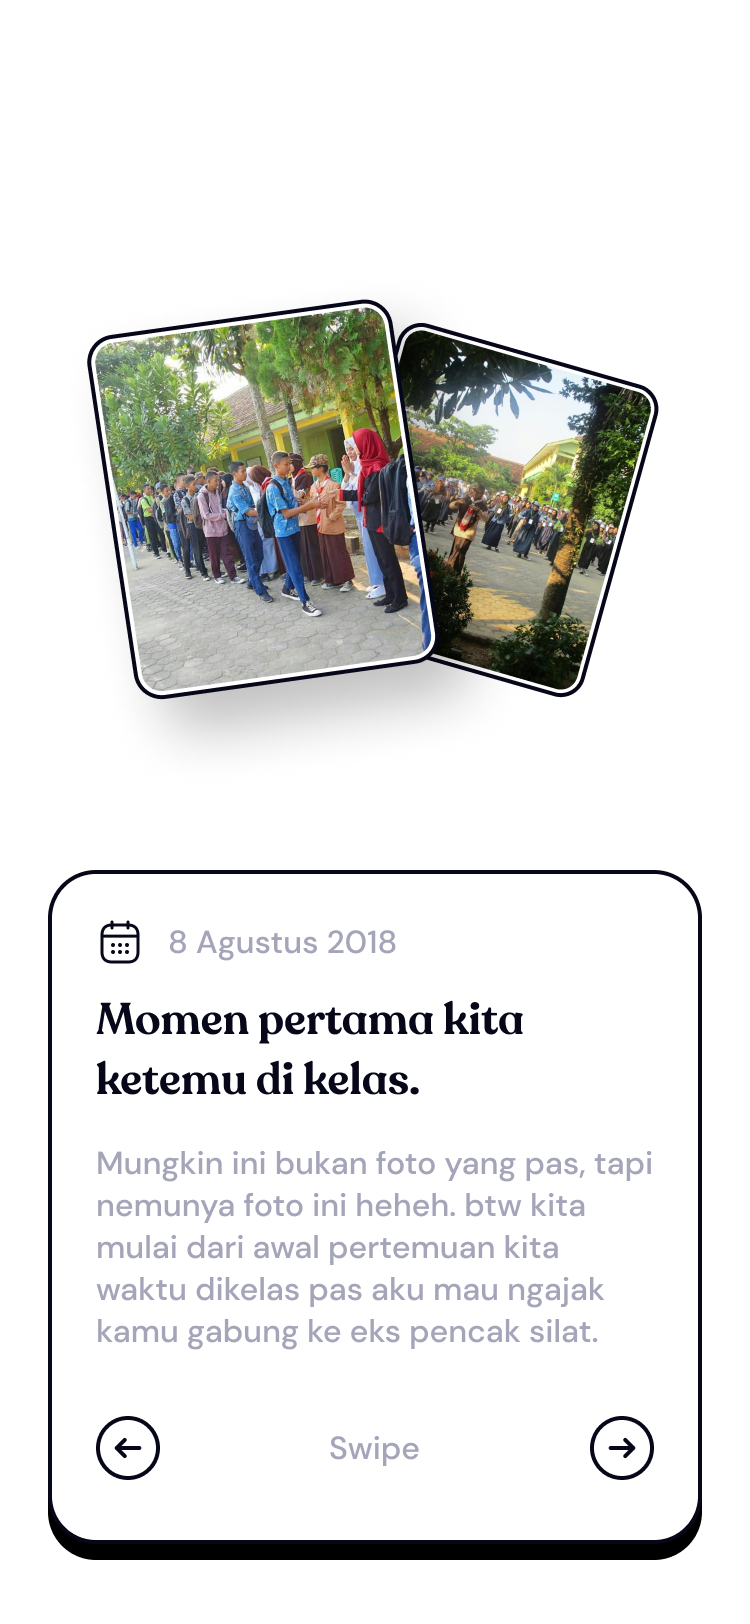 8 Agustus 2018
Momen pertama kita
ketemu di kelas.
Mungkin ini bukan foto yang pas, tapi
nemunya foto ini heheh. btw kita
mulai dari awal pertemuan kita
waktu dikelas pas aku mau ngajak
kamu gabung ke eks pencak silat.
Swipe